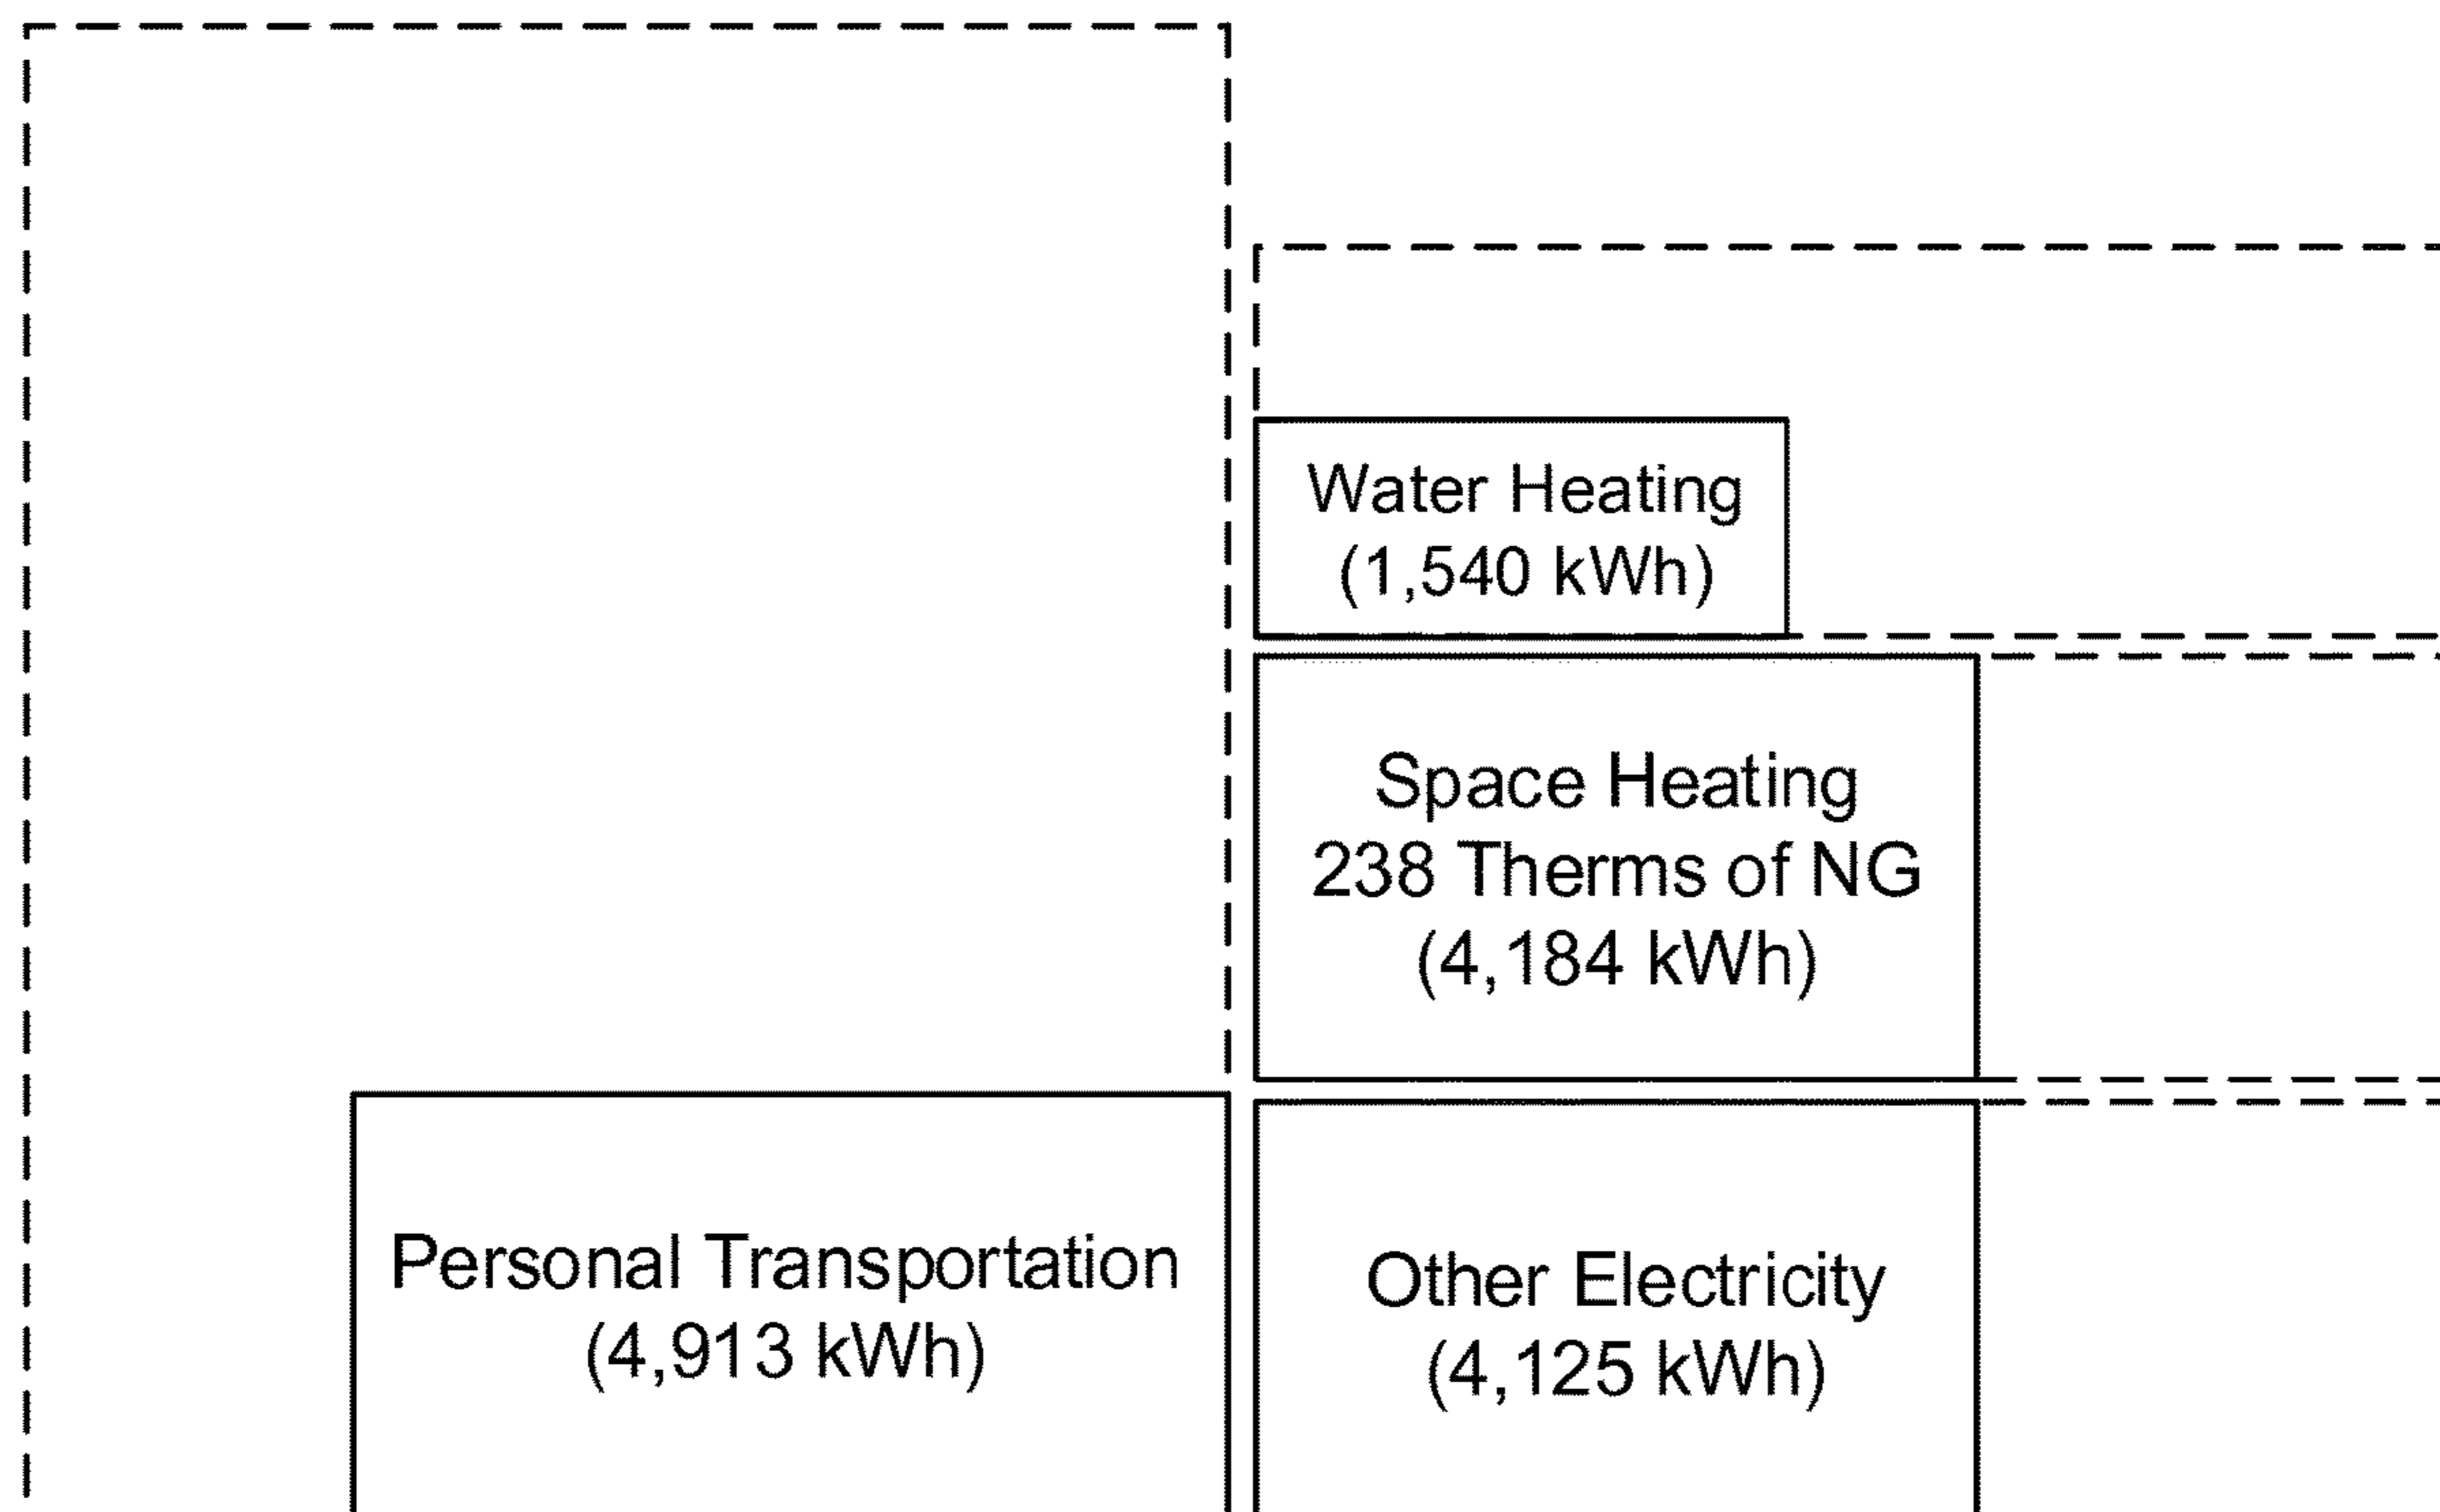 Water Heating
(1,540 kWh)
Space Heating
238 Therms of NG
(4,184 kWh)
Personal Transportation
(4,913 kWh)
Other Electricity
(4,125 kWh)